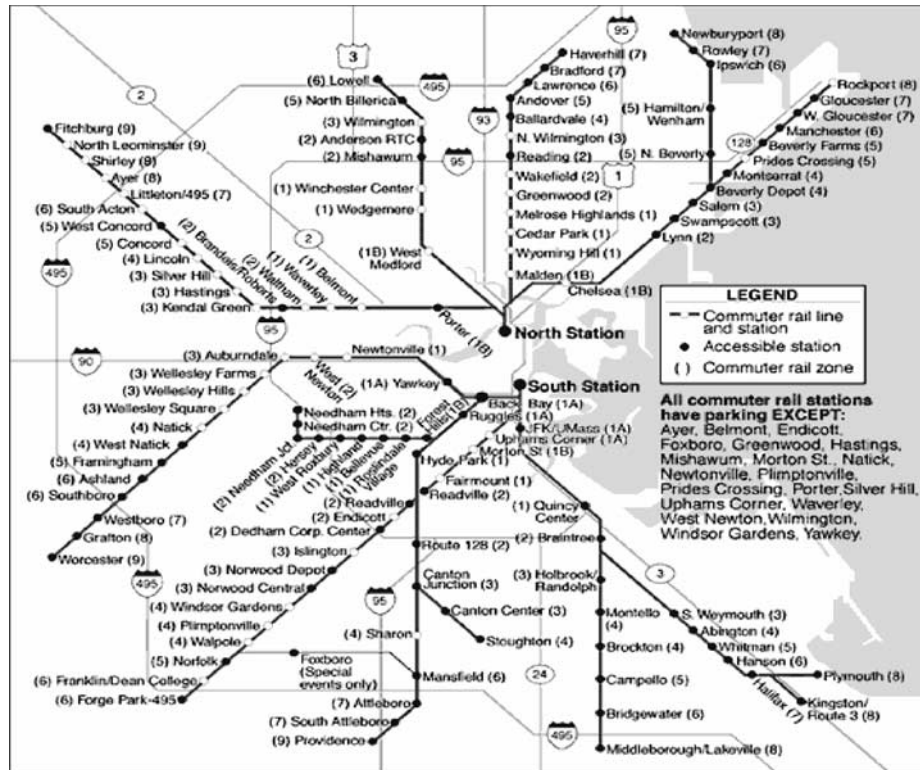 95
3
Newburyport (8)
Rowley (7)
Ipswich (6)
Haverhill (7)
Bradford (7)
Lawrence (6)
Andover (5)
Ballardvale (4)
N. Wilmington (3)
Reading (2)
Wakefield (2)
Greenwood (2)
Melrose Highlands (1)
Cedar Park (1)
Wyoming Hill (1)
Malden (1B)
(6) Lowell
(5) North Billerica
(3) Wilmington
(2) Anderson RTC
(2) Mishawum
(1) Winchester Center
(1) Wedgemere
(1B) West
Medford
495
93
95
1
2
128
Rockport (8)
Gloucester (7)
W. Gloucester (7)
Manchester (6)
Beverly Farms (5)
Prides Crossing (5)
Montserrat (4)
Beverly Depot (4)
Salem (3)
Swampscott (3)
Lynn (2)
Chelsea (1B)
(5) Hamilton/
Wenham
(5) N. Beverly
Fitchburg (9)
North Leominster (9)
Shirley (9)
Ayer (8)
Littleton/495 (7)
(6) South Acton
(5) West Concord
(5) Concord
(4) Lincoln
(3) Silver Hill
(3) Hastings
(3) Kendal Green
(2) Brandeis/Roberts
(2) Waltham
(1) Waverley
(1) Belmont
Porter (1B)
2
495
95
90
North Station
LEGEND
Commuter rail line
and station
Accessible station
( ) Commuter rail zone
All commuter rail stations
have parking EXCEPT:
Ayer, Belmont, Endicott,
Foxboro, Greenwood, Hastings,
Mishawum, Morton St., Natick,
Newtonville, Plimptonville,
Prides Crossing, Porter,Silver Hill,
Uphams Corner, Waverley,
West Newton,Wilmington,
Windsor Gardens, Yawkey.
South Station
(3) Auburndale
Newtonville (1)
West (2)
Newton
(1A) Yawkey
(3) Wellesley Farms
(3) Wellesley Hills
(3) Wellesley Square
(4) Natick
(4) West Natick
(5) Framingham
(6) Ashland
(6) Southboro
Westboro (7)
Grafton (8)
Worcester (9)
Back
Bay (1A)
Ruggles (1A)
JFK/UMass (1A)
Uphams Corner (1A)
Morton St (1B)
Forest
Hills(1B)
Needham Hts. (2)
Needham Ctr. (2)
(2) Needham Jct.
(2) Hersey
(1) West Roxbury
(1) Highland
(1) Bellevue
(1) Roslindale
Village
Hyde Park (1)
Fairmount (1)
Readville (2)
(2) Readville
(2) Endicott
(2) Dedham Corp. Center
(3) Islington
(3) Norwood Depot
(3) Norwood Central
(4) Windsor Gardens
(4) Plimptonville
(4) Walpole
(5) Norfolk
(6) Franklin/Dean College
(6) Forge Park-495
Foxboro
(Special
events only)
Route 128 (2)
Canton
Junction (3)
Canton Center (3)
Stoughton (4)
(4) Sharon
Mansfield (6)
(7) Attleboro
(7) South Attleboro
(9) Providence
(1) Quincy
Center
(2) Braintree
(3) Holbrook/
Randolph
Montello
(4)
Brockton (4)
Campello (5)
Bridgewater (6)
Middleborough/Lakeville (8)
S. Weymouth (3)
Abington (4)
Whitman (5)
Hanson (6)
Halifax
(7)
Plymouth (8)
Kingston/
Route 3 (8)
495
95
24
3
495